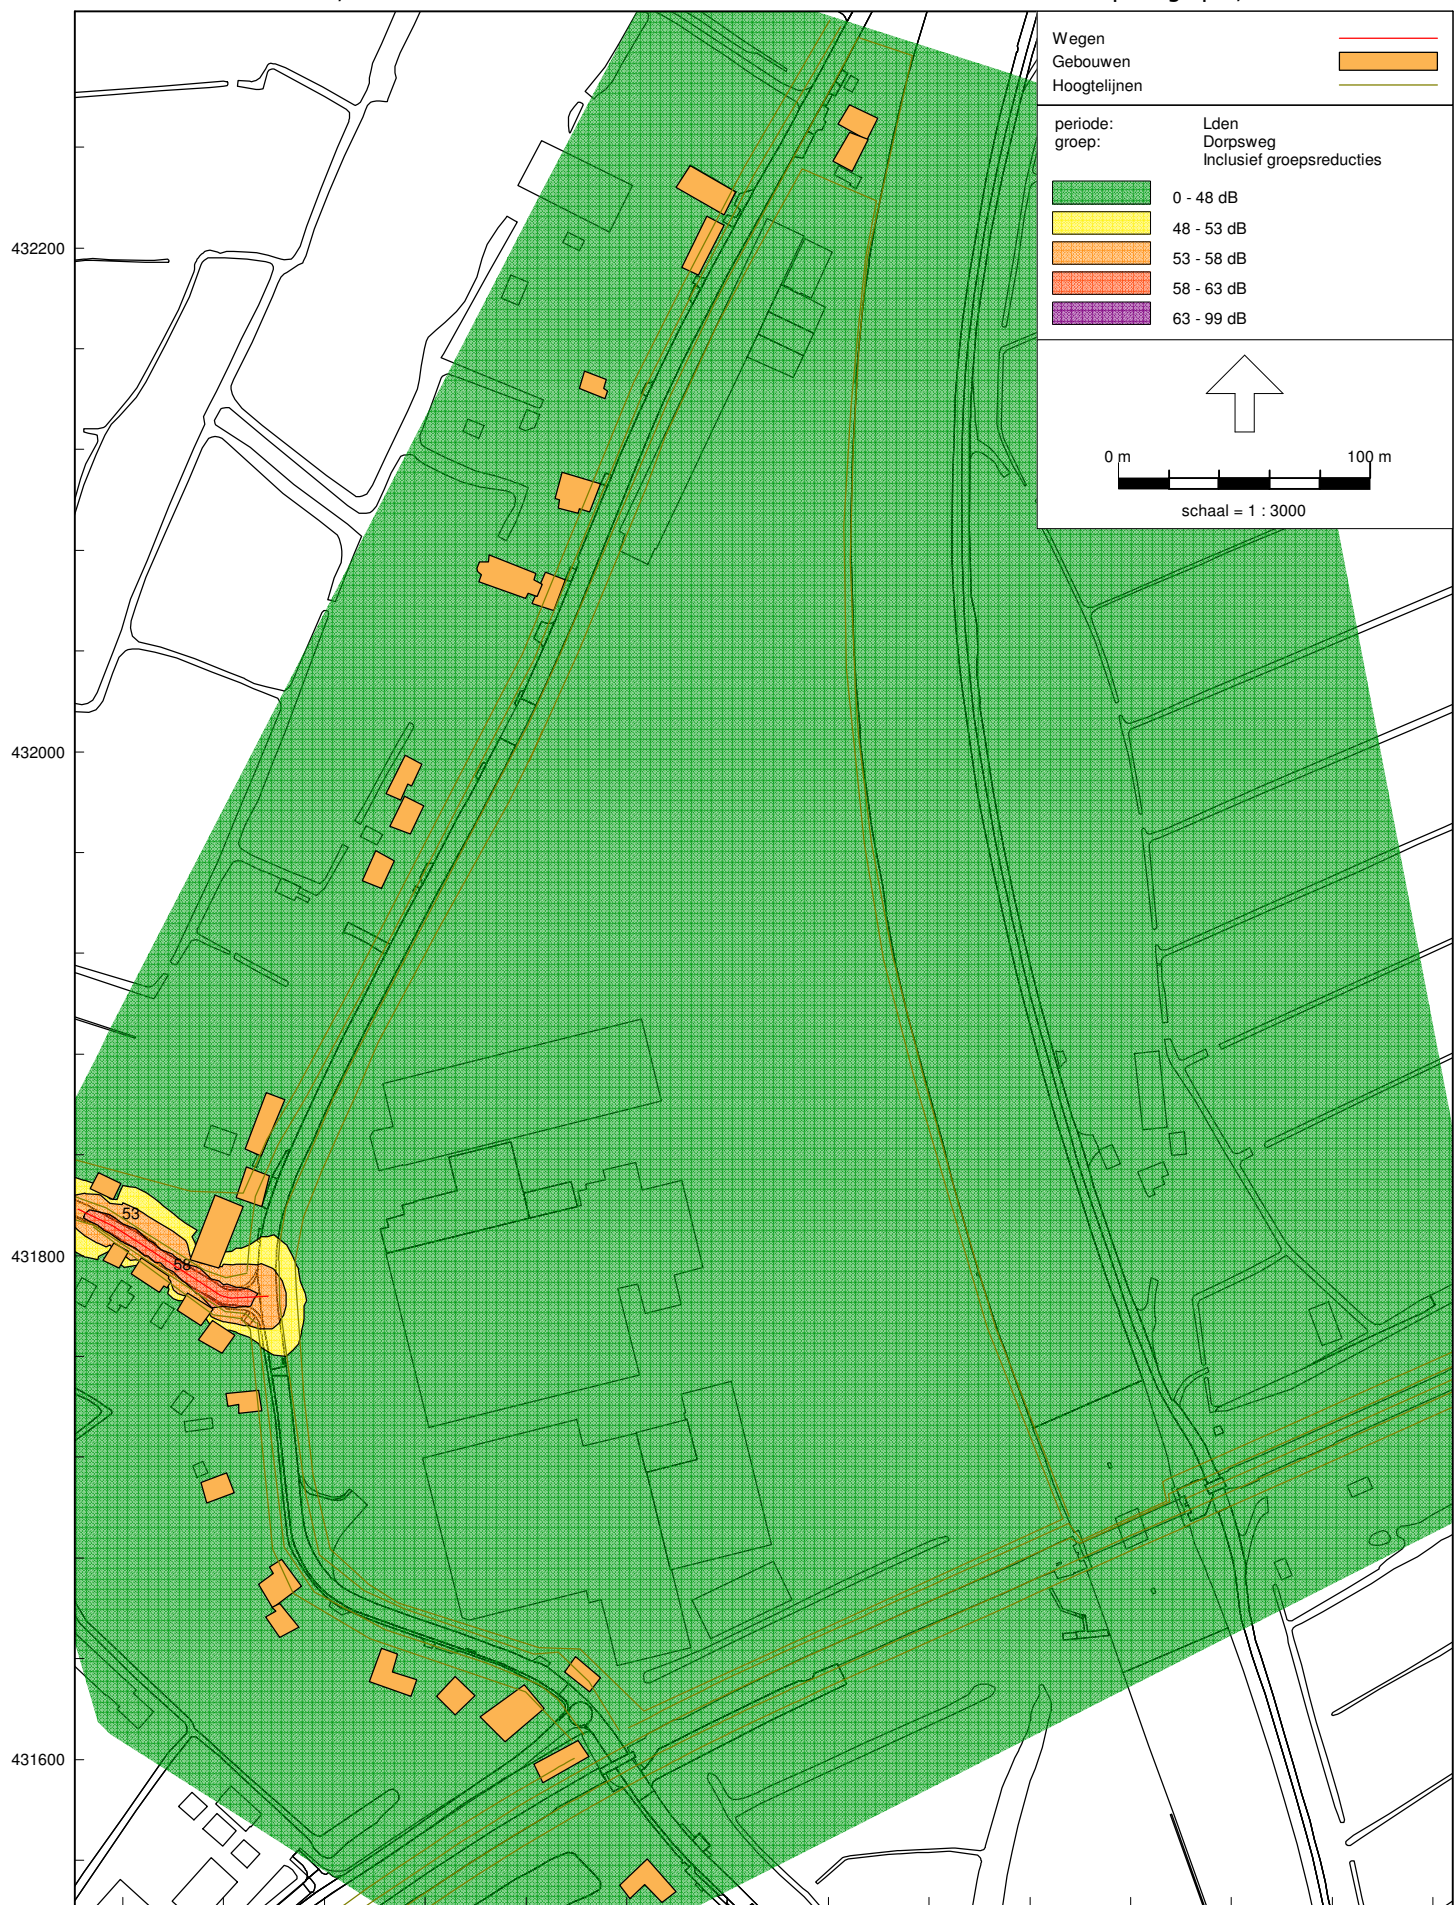 Wegen
Gebouwen
Hoogtelijnen
periode: Lden
groep: Dorpsweg
Inclusief groepsreducties
0 - 48 dB
48 - 53 dB
53 - 58 dB
58 - 63 dB
63 - 99 dB
0 m 100 m
schaal = 1 : 3000
432200
432000
53
431800
58
431600